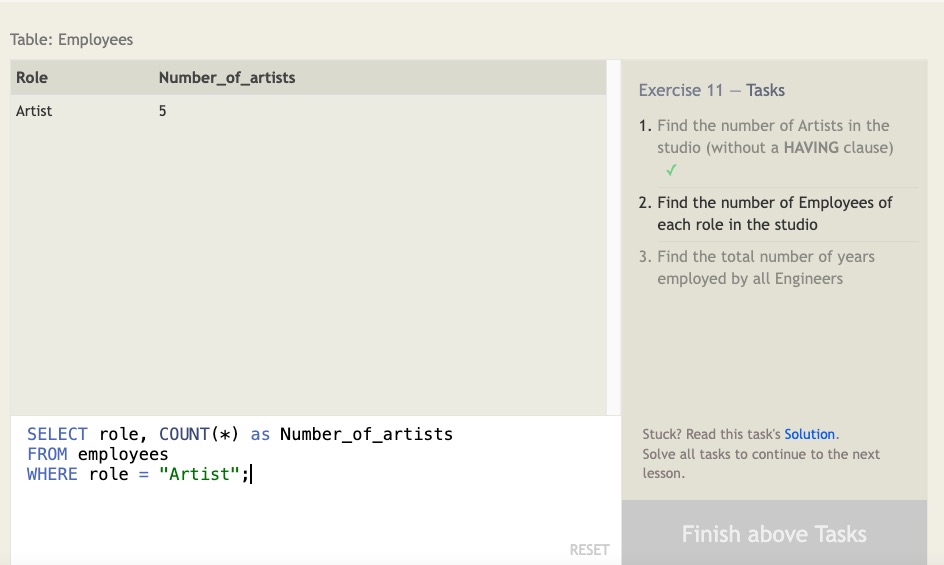 Table: Employees
Role Number_of_artists
Artist 5
Exercise 11 — Tasks
1. Find the number of Artists in the
studio (without a HAVING clause)
✓
2. Find the number of Employees of
each role in the studio
3. Find the total number of years
employed by all Engineers
SELECT role, COUNT(*) as Number_of_artists
FROM employees
WHERE role = "Artist";
RESET
Stuck? Read this task's Solution.
Solve all tasks to continue to the next
lesson.
Finish above Tasks